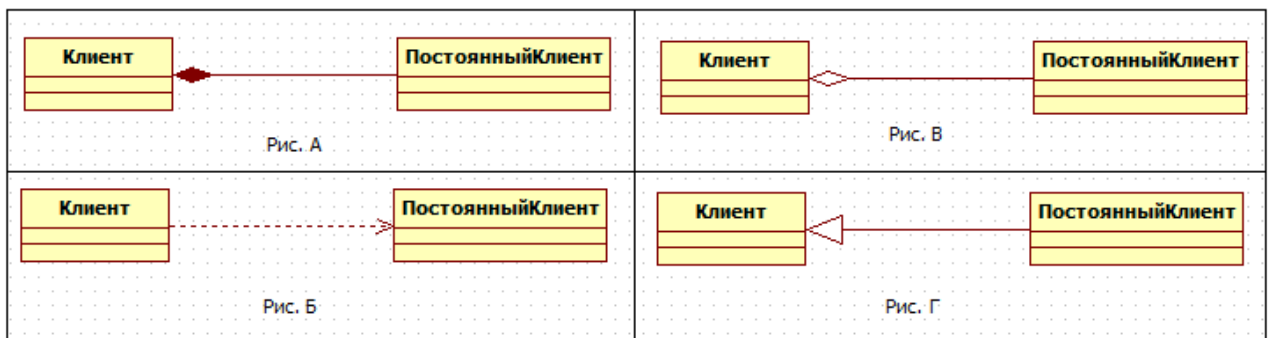 Клиент
ПостоянныйКлиент
Рис. А
Клиент
ПостоянныйКлиент
Рис. В
Клиент
ПостоянныйКлиент
Рис. Б
Клиент
ПостоянныйКлиент
Рис. Г